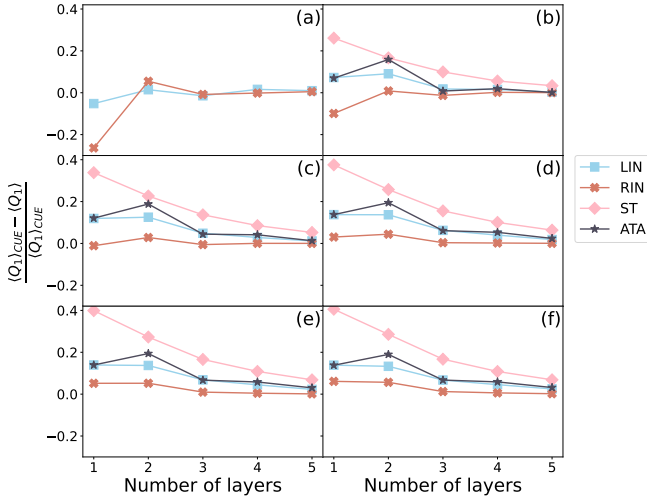 0.4
0.2
0.0
−0.2
(a)
(b)
0.4
0.2
0.0
−0.2
(c)
(d)
⟨Q₁⟩CUE − ⟨Q₁⟩
⟨Q₁⟩CUE
LIN
RIN
ST
ATA
0.4
0.2
0.0
−0.2
(e)
(f)
1 2 3 4 5
1 2 3 4 5
Number of layers
Number of layers